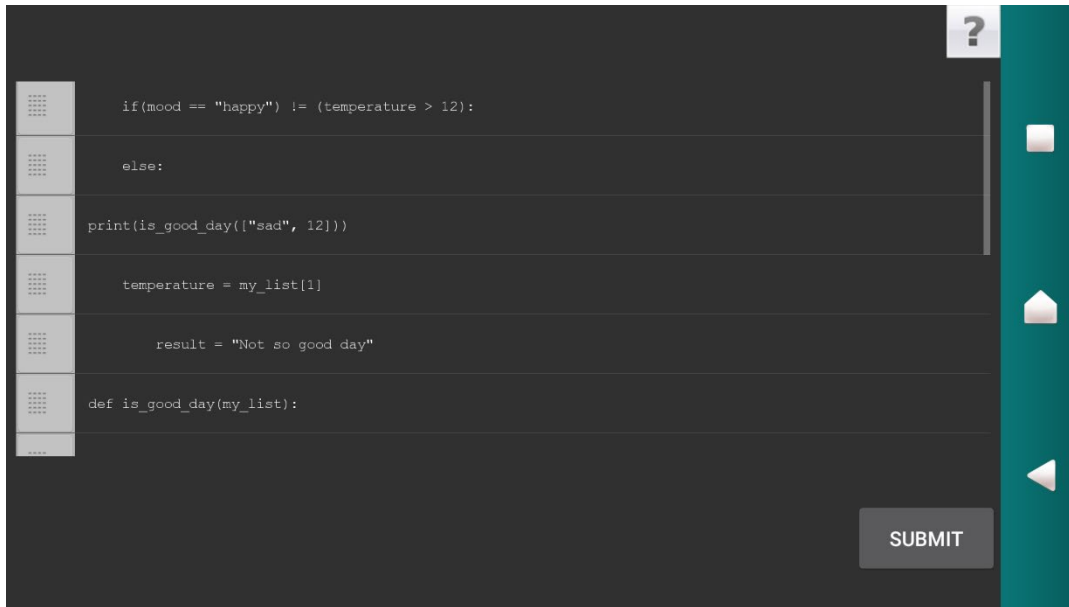 ?
if(mood == "happy") != (temperature > 12):
else:
print(is_good_day(["sad", 12]))
temperature = my_list[1]
result = "Not so good day"
def is_good_day(my_list):
SUBMIT